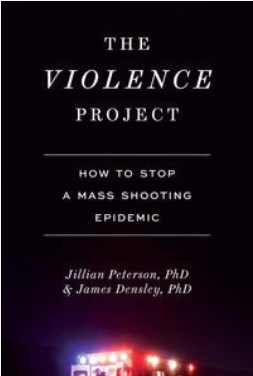 THE
VIOLENCE
PROJECT
HOW TO STOP
A MASS SHOOTING
EPIDEMIC
Jillian Peterson, PhD
& James Densley, PhD